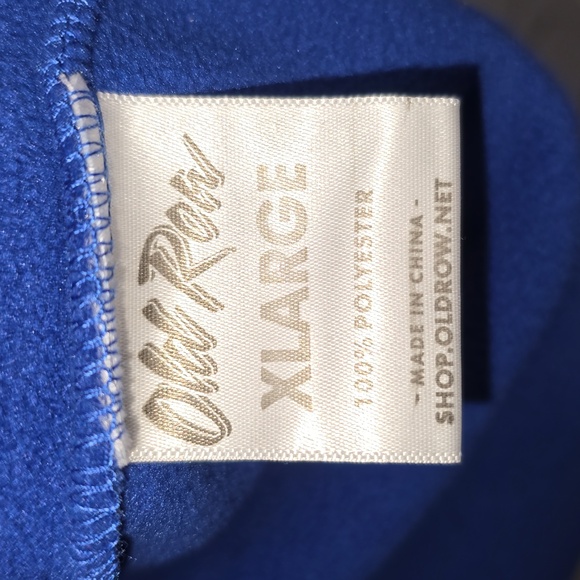 Old Row
XLARGE
100% POLYESTER
- MADE IN CHINA -
SHOP.OLDROW.NET